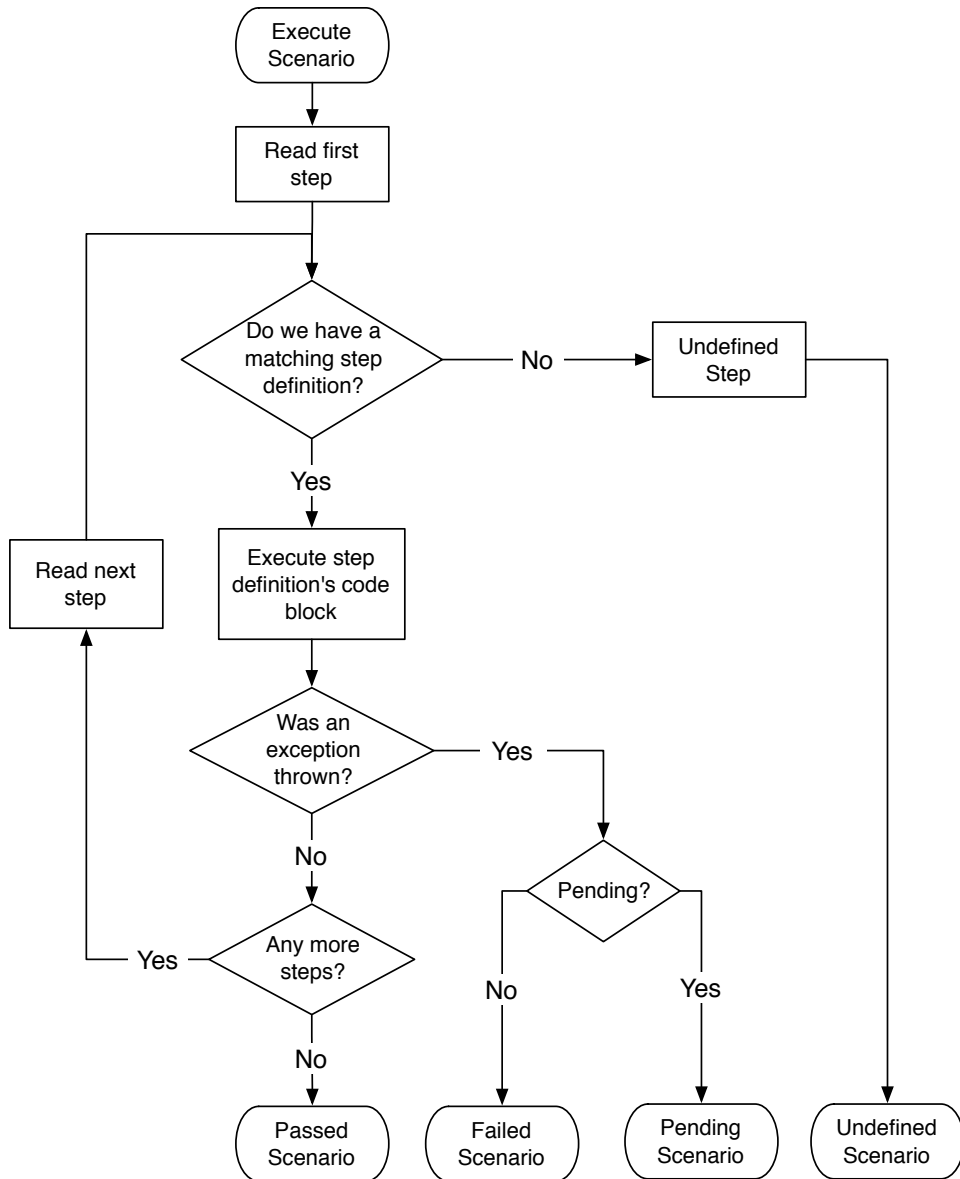 Execute
Scenario
Read first
step
Do we have a
matching step
definition?
No
Undefined
Step
Yes
Read next
step
Execute step
definition's code
block
Was an
exception
thrown?
Yes
No
Pending?
Any more
steps?
Yes
No
Yes
No
Passed
Scenario
Failed
Scenario
Pending
Scenario
Undefined
Scenario